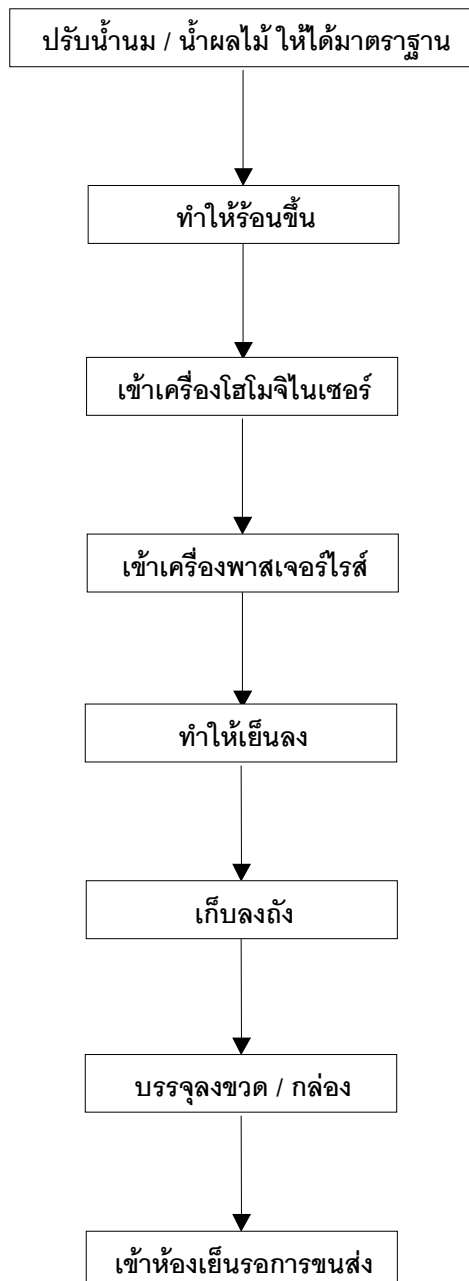 ปรับน้ำนม / น้ำผลไม้ ให้ได้มาตราฐาน
ทำให้ร้อนขึ้น
เข้าเครื่องโฮโมจิไนเซอร์
เข้าเครื่องพาสเจอร์ไรส์
ทำให้เย็นลง
เก็บลงถัง
บรรจุลงขวด / กล่อง
เข้าห้องเย็นรอการขนส่ง